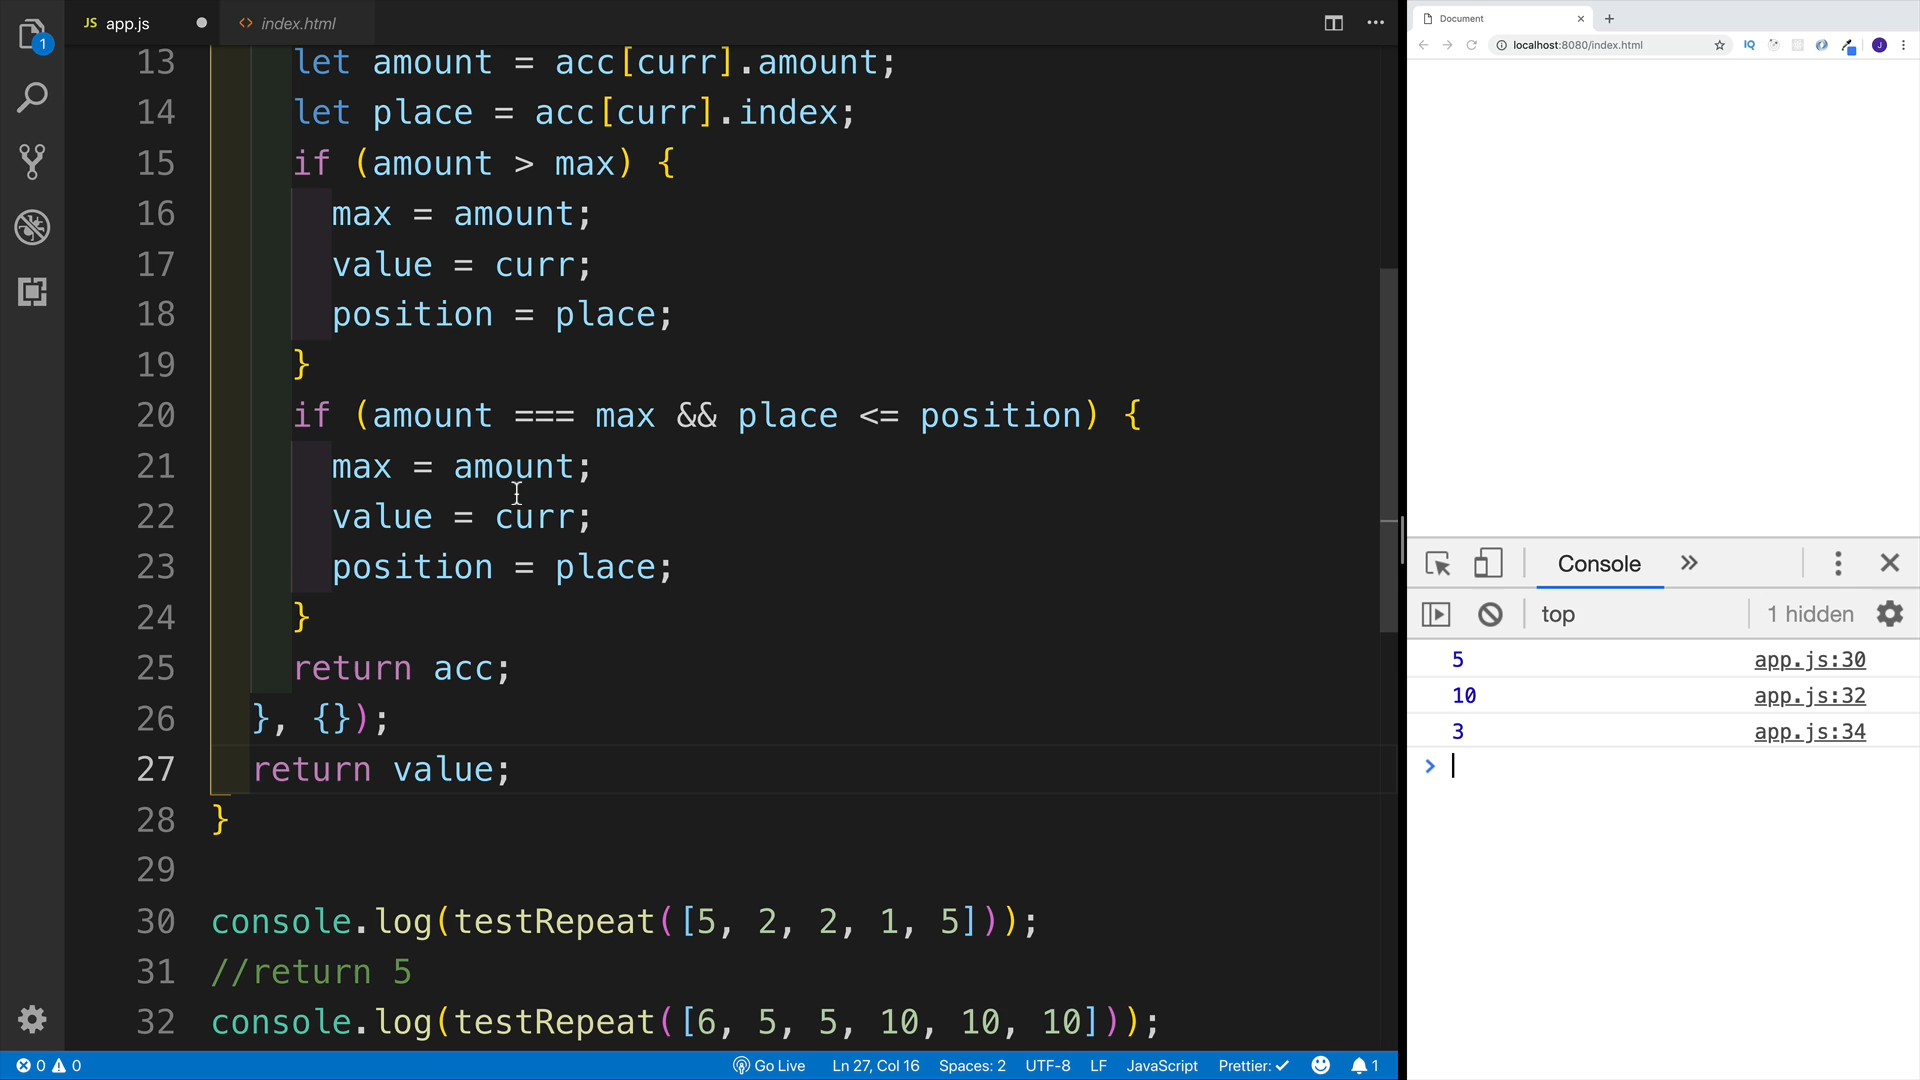 JS app.js
<> index.html
1
13 let amount = acc[curr].amount;
14 let place = acc[curr].index;
15 if (amount > max) {
16 max = amount;
17 value = curr;
18 position = place;
19 }
20 if (amount === max && place <= position) {
21 max = amount;
22 value = curr;
23 position = place;
24 }
25 return acc;
26 }, {});
27 return value;
28 }
29
30 console.log(testRepeat([5, 2, 2, 1, 5]));
31 //return 5
32 console.log(testRepeat([6, 5, 5, 10, 10, 10]));
0 0 Go Live Ln 27, Col 16 Spaces: 2 UTF-8 LF JavaScript Prettier: ✓ 1
Document
localhost:8080/index.html IQ J
Console
top 1 hidden
5 app.js:30
10 app.js:32
3 app.js:34
>